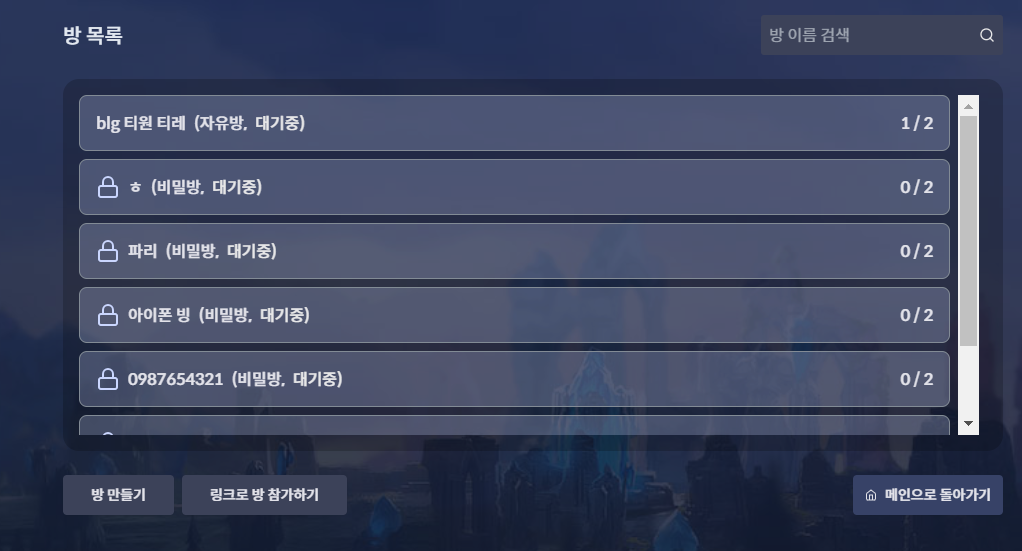 방 목록
방 이름 검색
blg 티원 티레 (자유방, 대기중)
1 / 2
ㅎ (비밀방, 대기중)
0 / 2
파리 (비밀방, 대기중)
0 / 2
아이폰 빙 (비밀방, 대기중)
0 / 2
0987654321 (비밀방, 대기중)
0 / 2
방 만들기
링크로 방 참가하기
메인으로 돌아가기